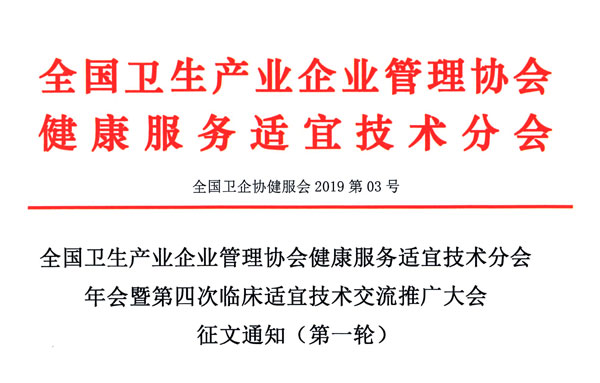 全国卫生产业企业管理协会
健康服务适宜技术分会
全国卫企协健服会 2019 第 03 号
全国卫生产业企业管理协会健康服务适宜技术分会
年会暨第四次临床适宜技术交流推广大会
征文通知（第一轮）